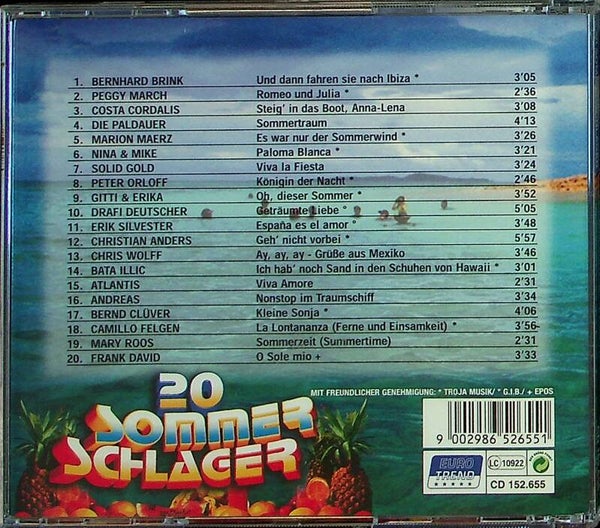 1. BERNHARD BRINK Und dann fahren sie nach Ibiza * 3'05
2. PEGGY MARCH Romeo und Julia * 2'36
3. COSTA CORDALIS Steig' in das Boot, Anna-Lena 3'08
4. DIE PALDAUER Sommertraum 4'13
5. MARION MAERZ Es war nur der Sommerwind * 3'26
6. NINA & MIKE Paloma Blanca * 3'21
7. SOLID GOLD Viva la Fiesta 3'24
8. PETER ORLOFF Königin der Nacht * 2'46
9. GITTI & ERIKA Oh, dieser Sommer * 3'52
10. DRAFI DEUTSCHER Geträumte Liebe ° 5'05
11. ERIK SILVESTER España es el amor ° 3'48
12. CHRISTIAN ANDERS Geh' nicht vorbei * 5'57
13. CHRIS WOLFF Ay, ay, ay - Grüße aus Mexiko 3'46
14. BATA ILLIC Ich hab' noch Sand in den Schuhen von Hawaii * 3'01
15. ATLANTIS Viva Amore 2'31
16. ANDREAS Nonstop im Traumschiff 3'34
17. BERND CLÜVER Kleine Sonja * 4'06
18. CAMILLO FELGEN La Lontananza (Ferne und Einsamkeit) * 3'56
19. MARY ROOS Sommerzeit (Summertime) 2'31
20. FRANK DAVID O Sole mio + 3'33
20
SOMMER
SCHLAGER
MIT FREUNDLICHER GENEHMIGUNG: * TROJA MUSIK/ ° G.I.B./ + EPOS
9 002986 526551
EURO
TREND
LC 10922
CD 152.655